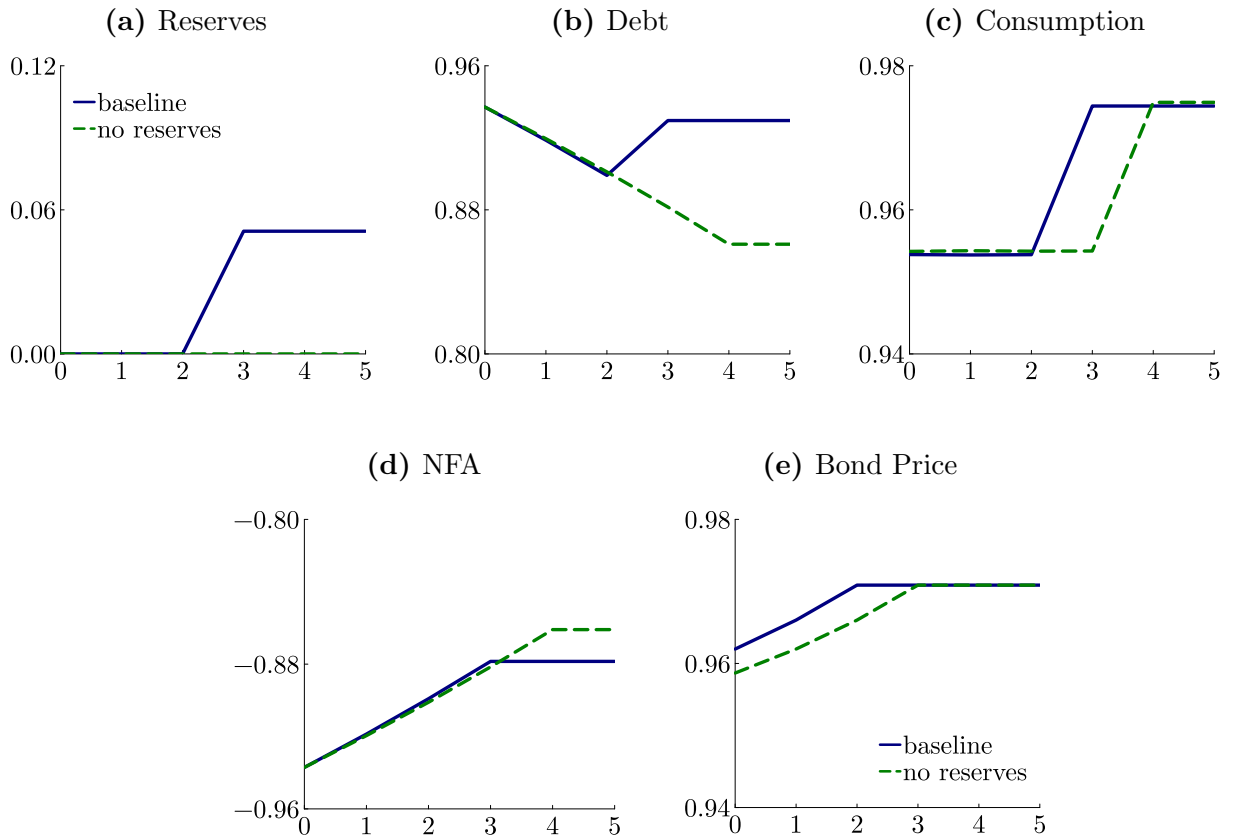 (a) Reserves
(b) Debt
(c) Consumption
0.12
0.06
0.00
baseline
no reserves
0 1 2 3 4 5
0.96
0.88
0.80
0 1 2 3 4 5
0.98
0.96
0.94
0 1 2 3 4 5
(d) NFA
(e) Bond Price
−0.80
−0.88
−0.96
0 1 2 3 4 5
0.98
0.96
0.94
baseline
no reserves
0 1 2 3 4 5